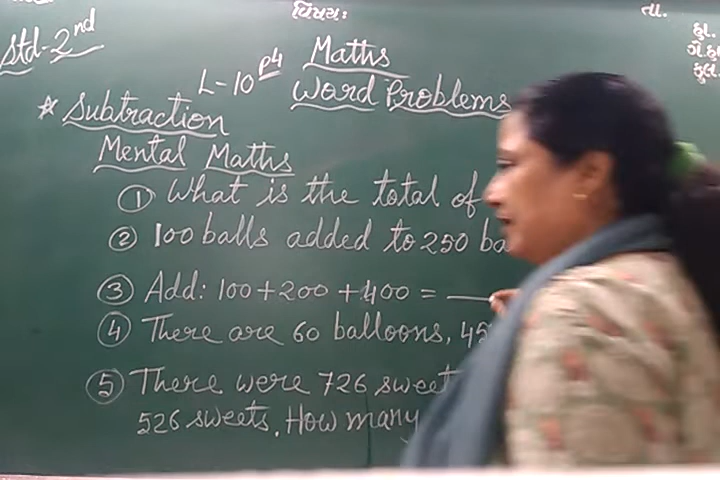 વિષયઃ
તા.
Std-2nd
Maths
L-10 P4
Word Problems
* Subtraction
Mental Maths
① What is the total of
② 100 balls added to 250 ba
③ Add: 100+200+400 = __
④ There are 60 balloons, 45
⑤ There were 726 sweet
526 sweets. How many